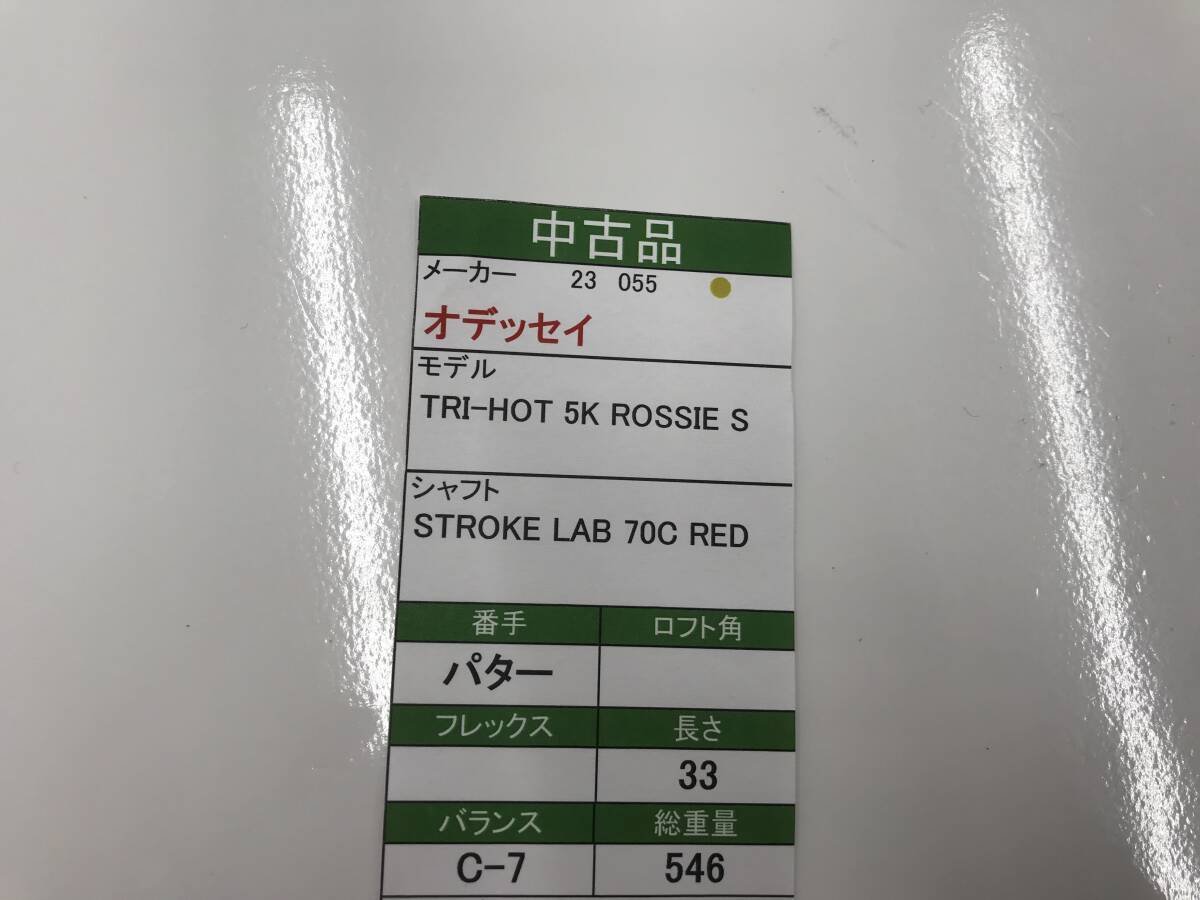 中古品
メーカー 23 055
オデッセイ
モデル
TRI-HOT 5K ROSSIE S
シャフト
STROKE LAB 70C RED
番手 ロフト角
パター
フレックス 長さ
33
バランス 総重量
C-7 546